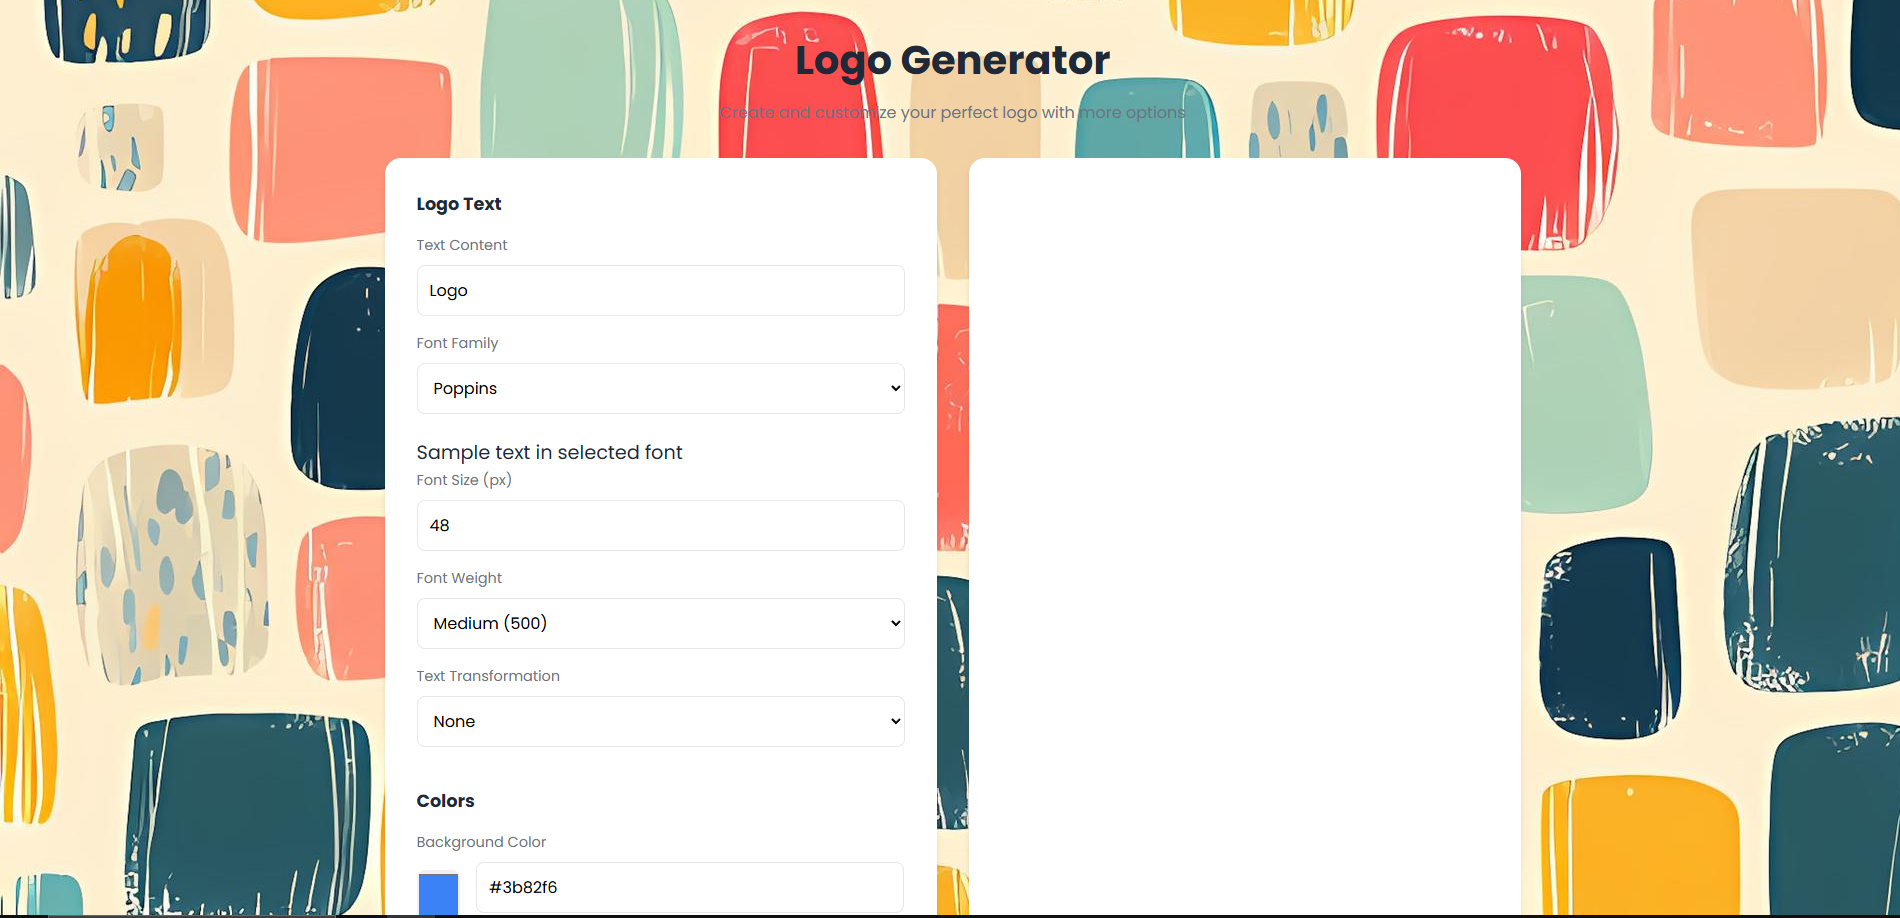 Logo Generator
Create and customize your perfect logo with more options
Logo Text
Text Content
Logo
Font Family
Poppins
Sample text in selected font
Font Size (px)
48
Font Weight
Medium (500)
Text Transformation
None
Colors
Background Color
#3b82f6